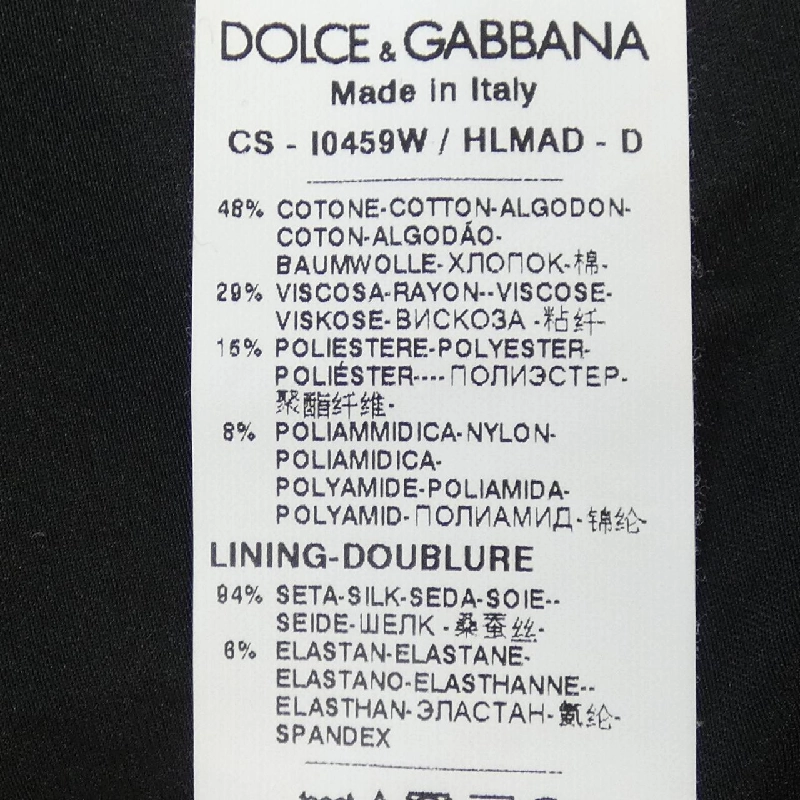 DOLCE & GABBANA
Made in Italy
CS - I0459W / HLMAD - D
48% COTONE-COTTON-ALGODON-
COTON-ALGODÃO-
BAUMWOLLE-ХЛОПОК-棉-
29% VISCOSA-RAYON--VISCOSE-
VISKOSE-ВИСКОЗА -粘纤-
15% POLIESTERE-POLYESTER-
POLIÉSTER----ПОЛИЭСТЕР-
聚酯纤维-
8% POLIAMMIDICA-NYLON-
POLIAMIDICA-
POLYAMIDE-POLIAMIDA-
POLYAMID-ПОЛИАМИД-锦纶-
LINING-DOUBLURE
94% SETA-SILK-SEDA-SOIE--
SEIDE-ШЕЛК -桑蚕丝-
6% ELASTAN-ELASTANE-
ELASTANO-ELASTHANNE--
ELASTHAN-ЭЛАСТАН-氨纶-
SPANDEX